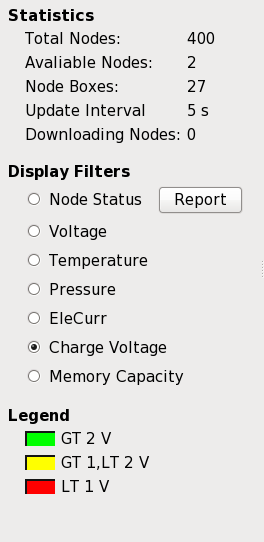 Statistics
Total Nodes: 400
Avaliable Nodes: 2
Node Boxes: 27
Update Interval 5 s
Downloading Nodes: 0
Display Filters
Node Status Report
Voltage
Temperature
Pressure
EleCurr
Charge Voltage
Memory Capacity
Legend
GT 2 V
GT 1,LT 2 V
LT 1 V